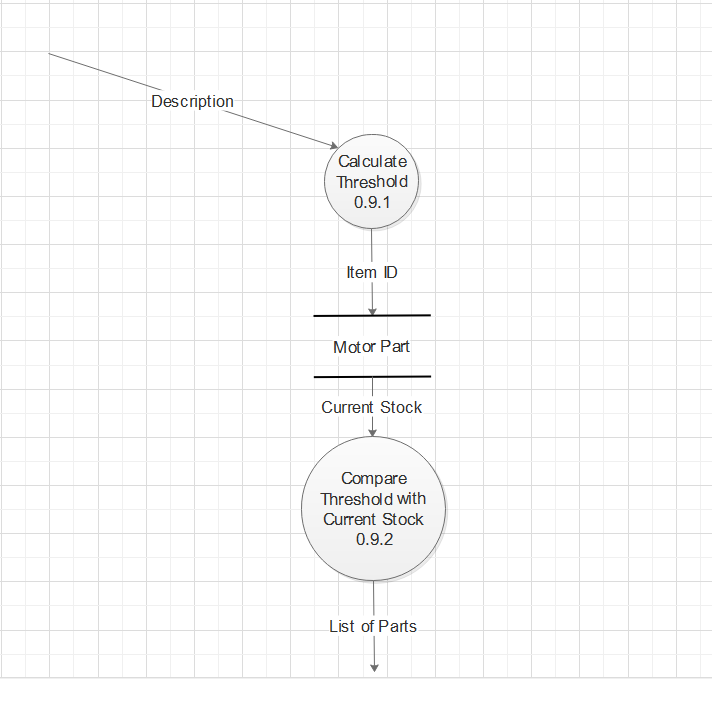 Description
Calculate
Threshold
0.9.1
Item ID
Motor Part
Current Stock
Compare
Threshold with
Current Stock
0.9.2
List of Parts